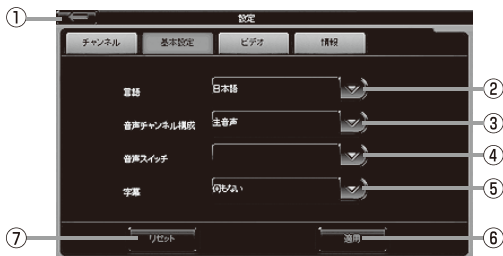 ① 設定
チャンネル 基本設定 ビデオ 情報
言語 日本語 ②
音声チャンネル構成 主音声 ③
音声スイッチ ④
字幕 何もない ⑤
⑦ リセット 適用 ⑥